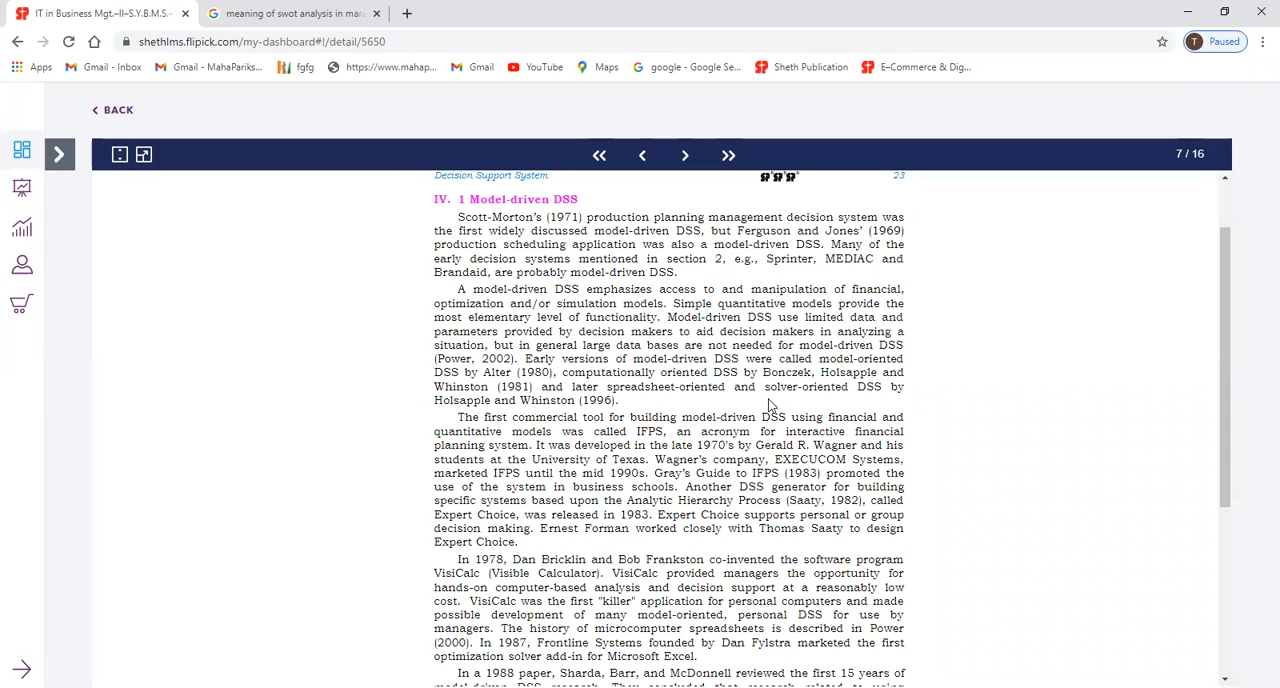 IT in Business Mgt.–II–S.Y.B.M.S.–
meaning of swot analysis in mar
shethlms.flipick.com/my-dashboard#!/detail/5650
T Paused
Apps Gmail - Inbox Gmail - MahaPariks... fgfg https://www.mahap... Gmail YouTube Maps google - Google Se... Sheth Publication E–Commerce & Dig...
BACK
7 / 16
Decision Support System 23
IV. 1 Model-driven DSS
Scott-Morton's (1971) production planning management decision system was
the first widely discussed model-driven DSS, but Ferguson and Jones' (1969)
production scheduling application was also a model-driven DSS. Many of the
early decision systems mentioned in section 2, e.g., Sprinter, MEDIAC and
Brandaid, are probably model-driven DSS.
A model-driven DSS emphasizes access to and manipulation of financial,
optimization and/or simulation models. Simple quantitative models provide the
most elementary level of functionality. Model-driven DSS use limited data and
parameters provided by decision makers to aid decision makers in analyzing a
situation, but in general large data bases are not needed for model-driven DSS
(Power, 2002). Early versions of model-driven DSS were called model-oriented
DSS by Alter (1980), computationally oriented DSS by Bonczek, Holsapple and
Whinston (1981) and later spreadsheet-oriented and solver-oriented DSS by
Holsapple and Whinston (1996).
The first commercial tool for building model-driven DSS using financial and
quantitative models was called IFPS, an acronym for interactive financial
planning system. It was developed in the late 1970's by Gerald R. Wagner and his
students at the University of Texas. Wagner's company, EXECUCOM Systems,
marketed IFPS until the mid 1990s. Gray's Guide to IFPS (1983) promoted the
use of the system in business schools. Another DSS generator for building
specific systems based upon the Analytic Hierarchy Process (Saaty, 1982), called
Expert Choice, was released in 1983. Expert Choice supports personal or group
decision making. Ernest Forman worked closely with Thomas Saaty to design
Expert Choice.
In 1978, Dan Bricklin and Bob Frankston co-invented the software program
VisiCalc (Visible Calculator). VisiCalc provided managers the opportunity for
hands-on computer-based analysis and decision support at a reasonably low
cost. VisiCalc was the first "killer" application for personal computers and made
possible development of many model-oriented, personal DSS for use by
managers. The history of microcomputer spreadsheets is described in Power
(2000). In 1987, Frontline Systems founded by Dan Fylstra marketed the first
optimization solver add-in for Microsoft Excel.
In a 1988 paper, Sharda, Barr, and McDonnell reviewed the first 15 years of
model-driven DSS research. They concluded that research related to using